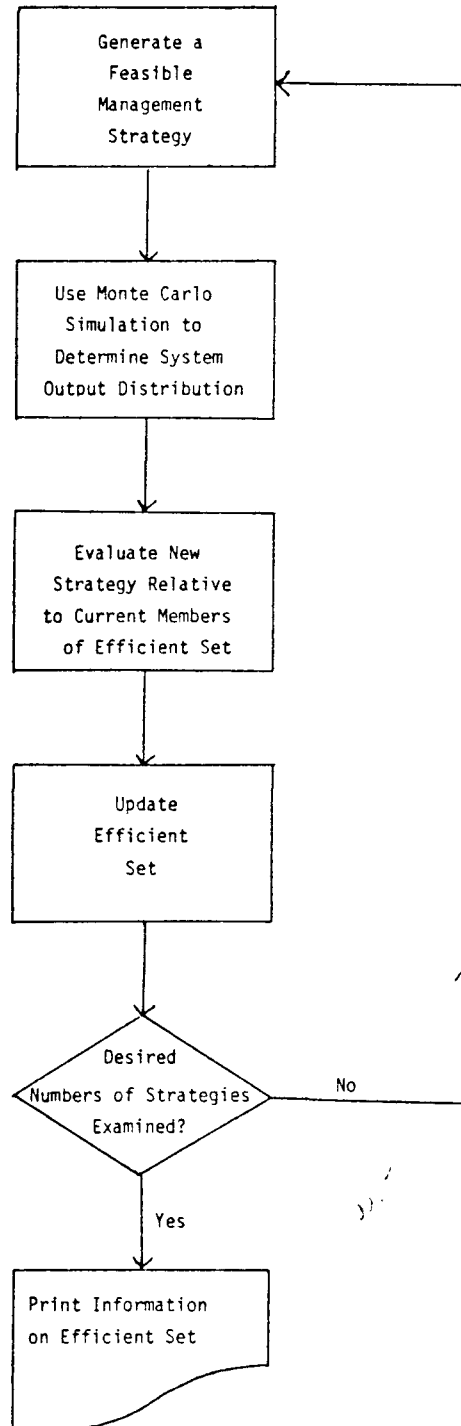 Generate a
Feasible
Management
Strategy
Use Monte Carlo
Simulation to
Determine System
Output Distribution
Evaluate New
Strategy Relative
to Current Members
of Efficient Set
Update
Efficient
Set
Desired
Numbers of Strategies
Examined?
No
Yes
Print Information
on Efficient Set